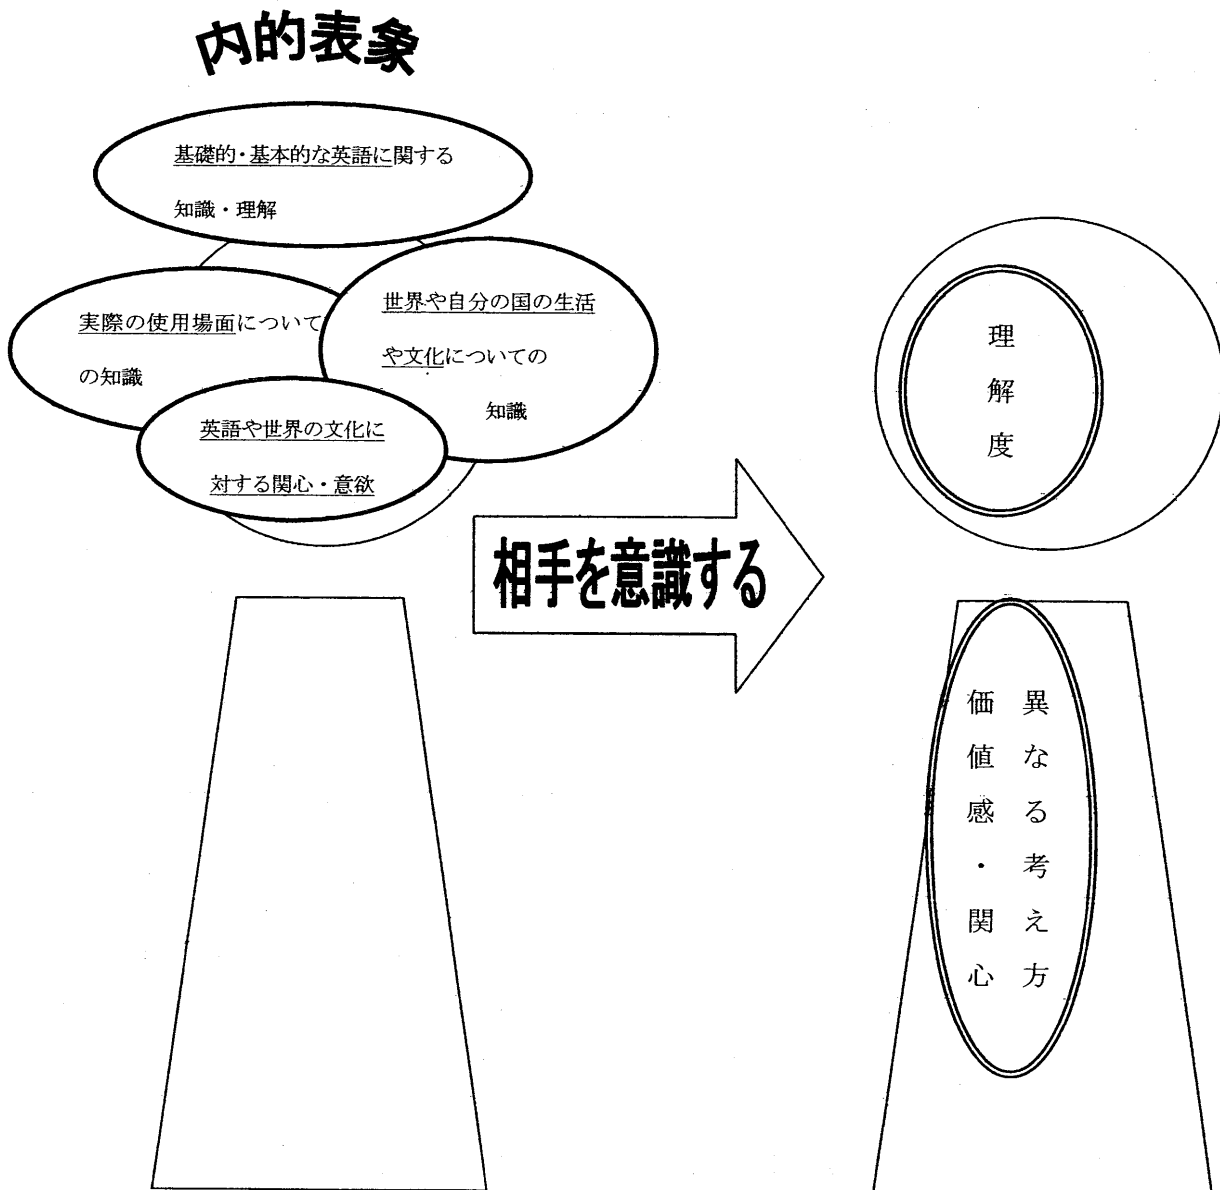 内的表象
基礎的・基本的な英語に関する
知識・理解
実際の使用場面について
の知識
世界や自分の国の生活
や文化についての
知識
英語や世界の文化に
対する関心・意欲
相手を意識する
理解度
異なる考え方
価値感・関心